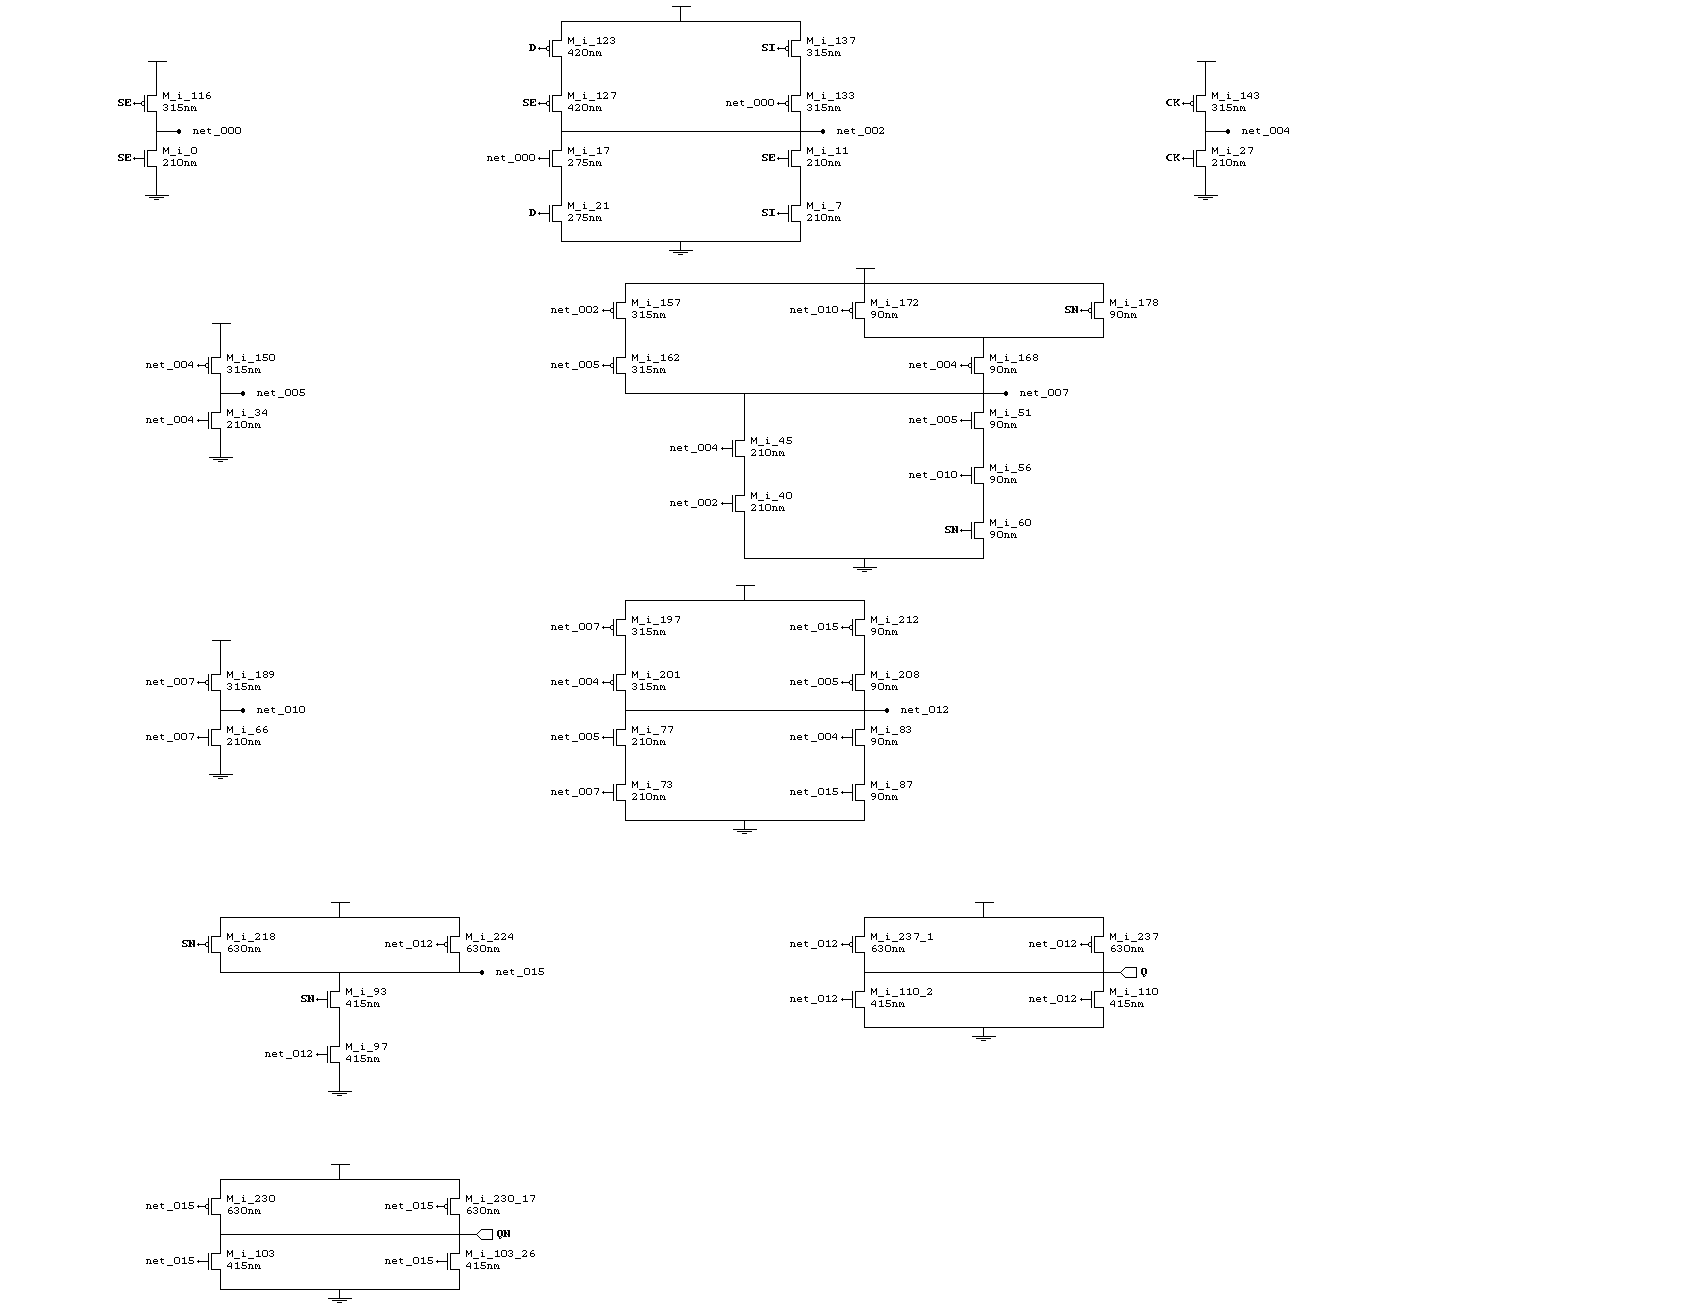 SE M_i_116 315nm
net_000
SE M_i_0 210nm
D M_i_123 420nm
SI M_i_137 315nm
SE M_i_127 420nm
net_000 M_i_133 315nm
net_002
net_000 M_i_17 275nm
SE M_i_11 210nm
D M_i_21 275nm
SI M_i_7 210nm
CK M_i_143 315nm
net_004
CK M_i_27 210nm
net_004 M_i_150 315nm
net_005
net_004 M_i_34 210nm
net_002 M_i_157 315nm
net_010 M_i_172 90nm
SN M_i_178 90nm
net_005 M_i_162 315nm
net_004 M_i_168 90nm
net_007
net_005 M_i_51 90nm
net_004 M_i_45 210nm
net_010 M_i_56 90nm
net_002 M_i_40 210nm
SN M_i_60 90nm
net_007 M_i_189 315nm
net_010
net_007 M_i_66 210nm
net_007 M_i_197 315nm
net_015 M_i_212 90nm
net_004 M_i_201 315nm
net_005 M_i_208 90nm
net_012
net_005 M_i_77 210nm
net_004 M_i_83 90nm
net_007 M_i_73 210nm
net_015 M_i_87 90nm
SN M_i_218 630nm
net_012 M_i_224 630nm
net_015
SN M_i_93 415nm
net_012 M_i_97 415nm
net_012 M_i_237_1 630nm
net_012 M_i_237 630nm
Q
net_012 M_i_110_2 415nm
net_012 M_i_110 415nm
net_015 M_i_230 630nm
net_015 M_i_230_17 630nm
QN
net_015 M_i_103 415nm
net_015 M_i_103_26 415nm